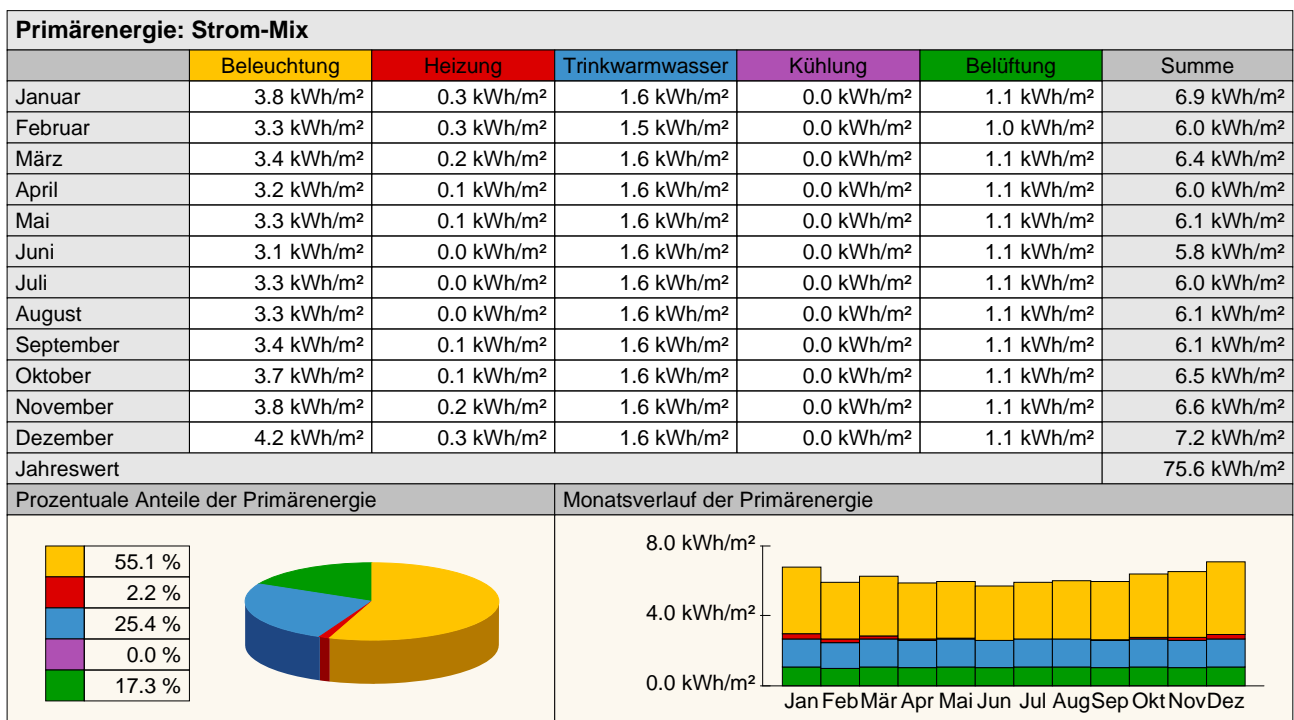 Primärenergie: Strom-Mix
Beleuchtung Heizung Trinkwarmwasser Kühlung Belüftung Summe
Januar 3.8 kWh/m² 0.3 kWh/m² 1.6 kWh/m² 0.0 kWh/m² 1.1 kWh/m² 6.9 kWh/m²
Februar 3.3 kWh/m² 0.3 kWh/m² 1.5 kWh/m² 0.0 kWh/m² 1.0 kWh/m² 6.0 kWh/m²
März 3.4 kWh/m² 0.2 kWh/m² 1.6 kWh/m² 0.0 kWh/m² 1.1 kWh/m² 6.4 kWh/m²
April 3.2 kWh/m² 0.1 kWh/m² 1.6 kWh/m² 0.0 kWh/m² 1.1 kWh/m² 6.0 kWh/m²
Mai 3.3 kWh/m² 0.1 kWh/m² 1.6 kWh/m² 0.0 kWh/m² 1.1 kWh/m² 6.1 kWh/m²
Juni 3.1 kWh/m² 0.0 kWh/m² 1.6 kWh/m² 0.0 kWh/m² 1.1 kWh/m² 5.8 kWh/m²
Juli 3.3 kWh/m² 0.0 kWh/m² 1.6 kWh/m² 0.0 kWh/m² 1.1 kWh/m² 6.0 kWh/m²
August 3.3 kWh/m² 0.0 kWh/m² 1.6 kWh/m² 0.0 kWh/m² 1.1 kWh/m² 6.1 kWh/m²
September 3.4 kWh/m² 0.1 kWh/m² 1.6 kWh/m² 0.0 kWh/m² 1.1 kWh/m² 6.1 kWh/m²
Oktober 3.7 kWh/m² 0.1 kWh/m² 1.6 kWh/m² 0.0 kWh/m² 1.1 kWh/m² 6.5 kWh/m²
November 3.8 kWh/m² 0.2 kWh/m² 1.6 kWh/m² 0.0 kWh/m² 1.1 kWh/m² 6.6 kWh/m²
Dezember 4.2 kWh/m² 0.3 kWh/m² 1.6 kWh/m² 0.0 kWh/m² 1.1 kWh/m² 7.2 kWh/m²
Jahreswert 75.6 kWh/m²
Prozentuale Anteile der Primärenergie
55.1 %
2.2 %
25.4 %
0.0 %
17.3 %
Monatsverlauf der Primärenergie
8.0 kWh/m²
4.0 kWh/m²
0.0 kWh/m²
Jan Feb Mär Apr Mai Jun Jul Aug Sep Okt Nov Dez